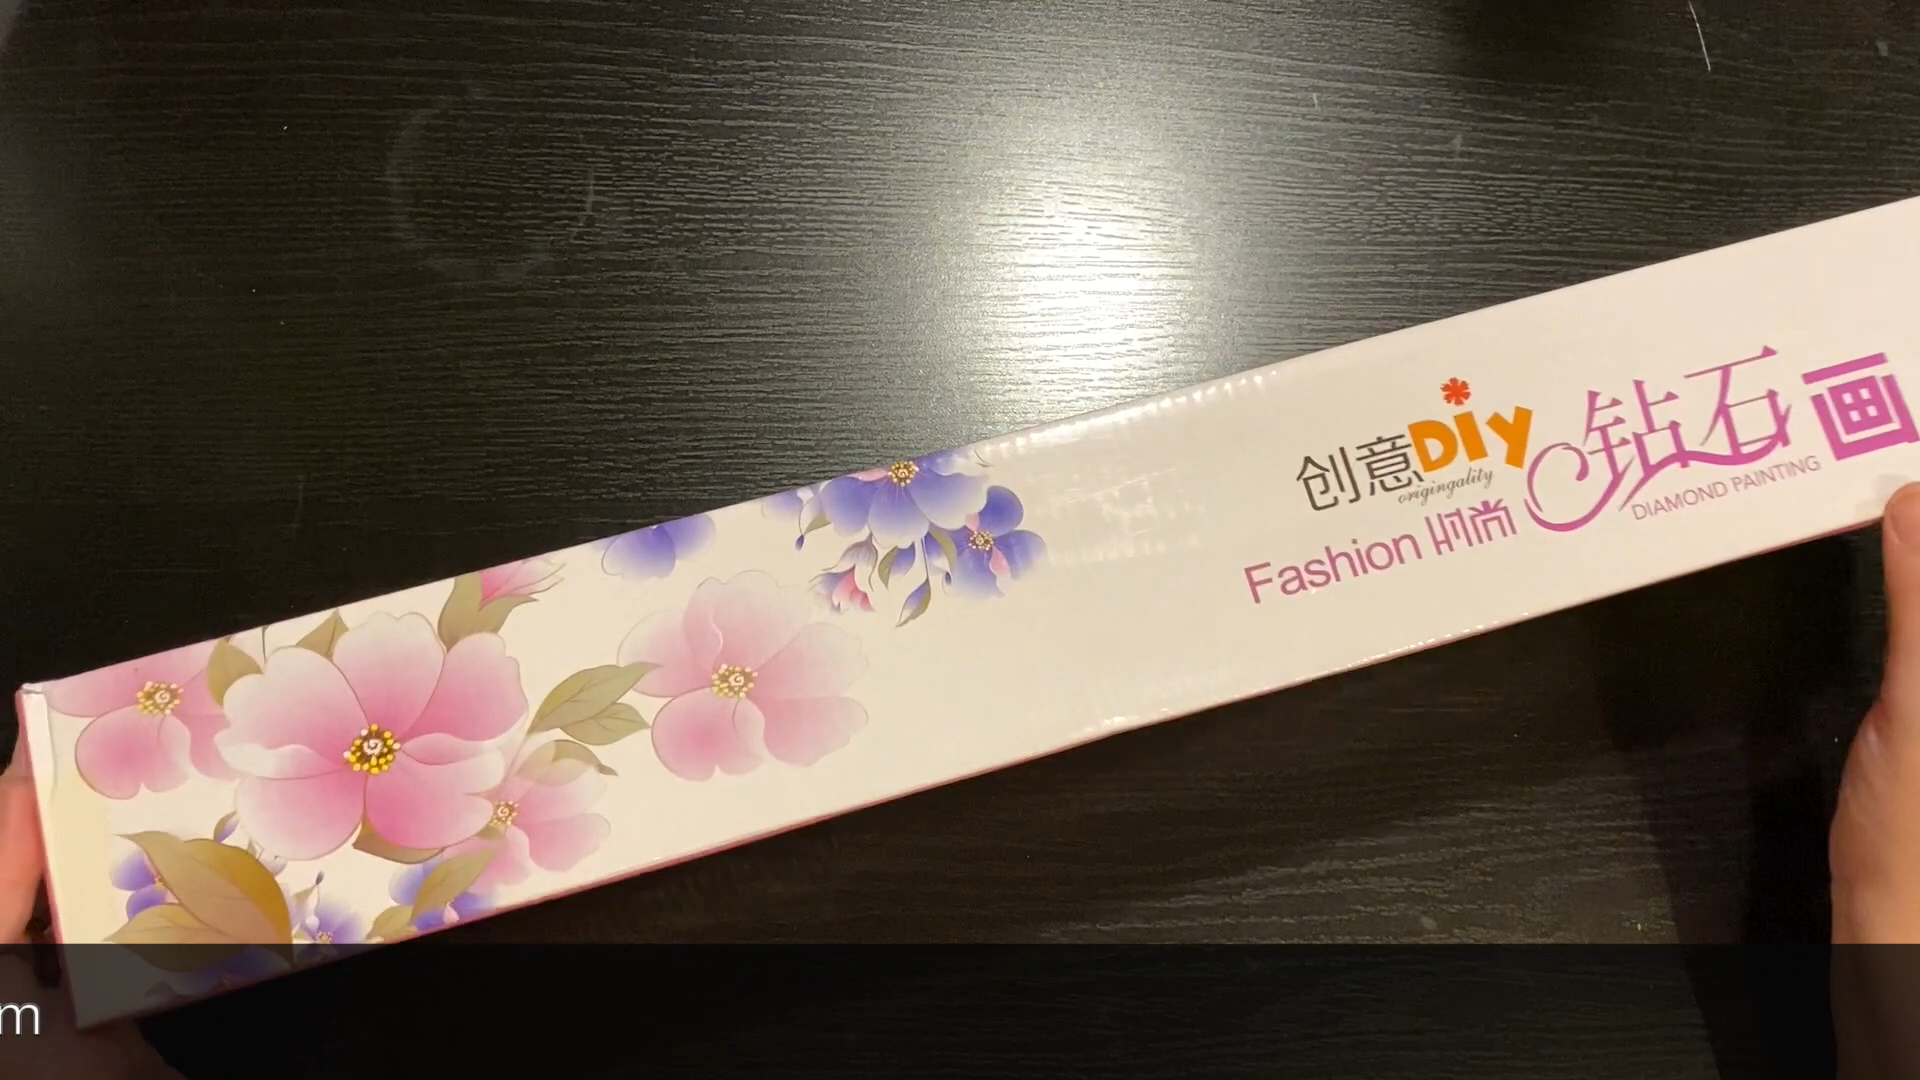 创意DIY
origingality
Fashion 时尚
钻石画
DIAMOND PAINTING
m